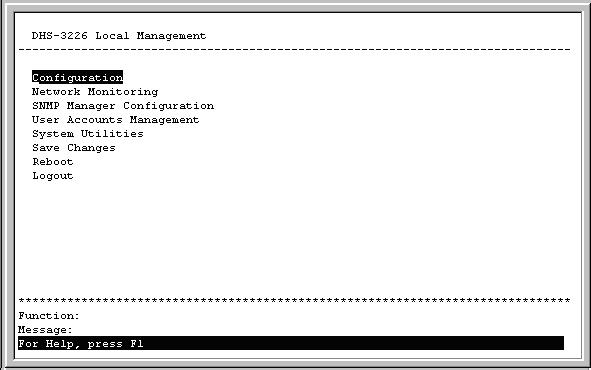 DHS-3226 Local Management
--------------------------------------------------------------------------------
Configuration
Network Monitoring
SNMP Manager Configuration
User Accounts Management
System Utilities
Save Changes
Reboot
Logout
*******************************************************************************
Function:
Message:
For Help, press F1